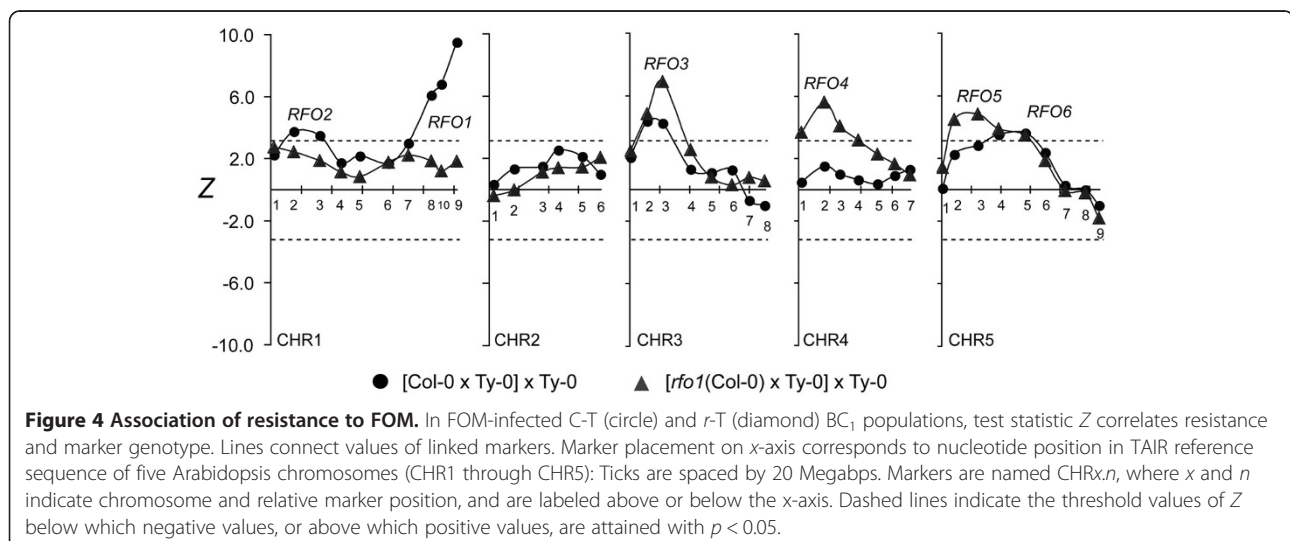 10.0
6.0
2.0
-2.0
-6.0
-10.0
Z
RFO2
RFO1
RFO3
RFO4
RFO5
RFO6
1 2 3 4 5 6 7 8 10 9
1 2 3 4 5 6
1 2 3 4 5 6 7 8
1 2 3 4 5 6 7
1 2 3 4 5 6 7 8 9
CHR1
CHR2
CHR3
CHR4
CHR5
[Col-0 x Ty-0] x Ty-0
[rfo1(Col-0) x Ty-0] x Ty-0
Figure 4 Association of resistance to FOM. In FOM-infected C-T (circle) and r-T (diamond) BC₁ populations, test statistic Z correlates resistance
and marker genotype. Lines connect values of linked markers. Marker placement on x-axis corresponds to nucleotide position in TAIR reference
sequence of five Arabidopsis chromosomes (CHR1 through CHR5): Ticks are spaced by 20 Megabps. Markers are named CHRx.n, where x and n
indicate chromosome and relative marker position, and are labeled above or below the x-axis. Dashed lines indicate the threshold values of Z
below which negative values, or above which positive values, are attained with p < 0.05.